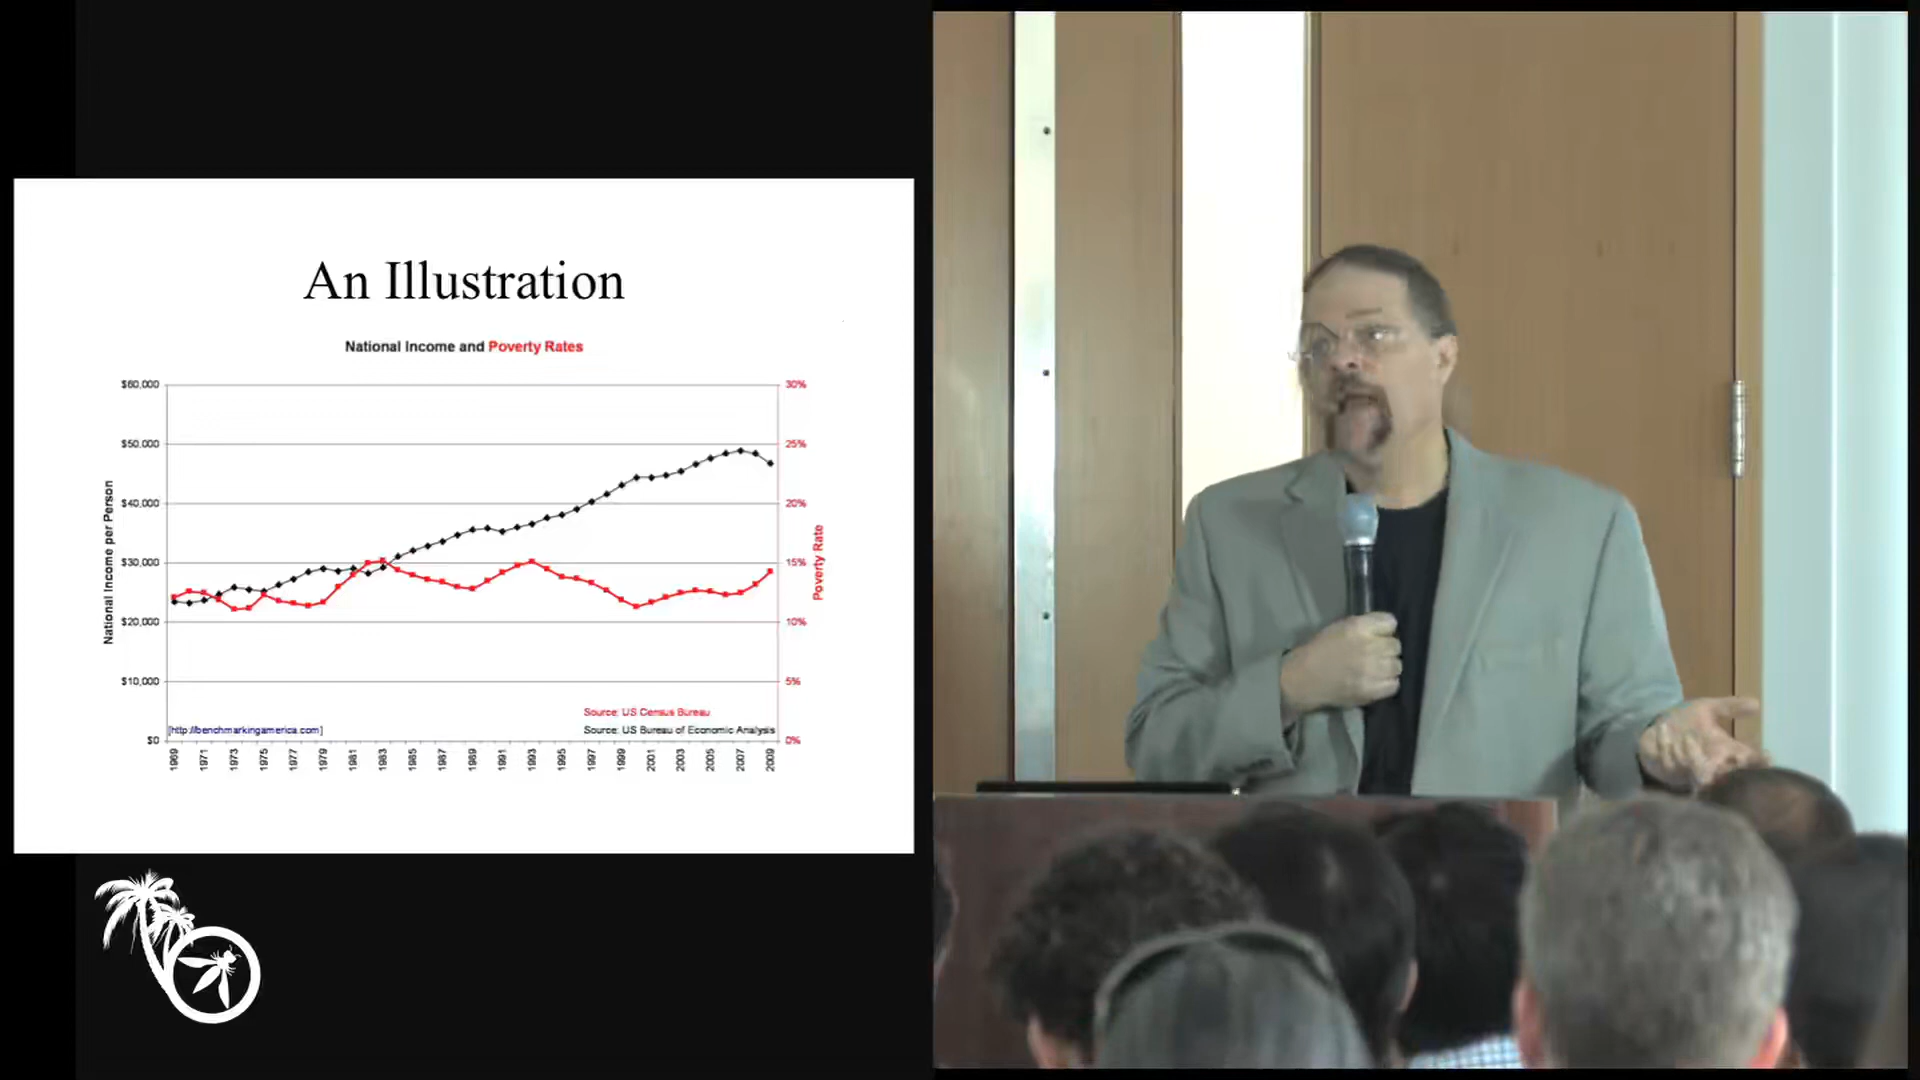 An Illustration
National Income and Poverty Rates
$60,000
$50,000
$40,000
$30,000
$20,000
$10,000
$0
National Income per Person
30%
25%
20%
15%
10%
5%
0%
Poverty Rate
Source: US Census Bureau
[http://benchmarkingamerica.com]
Source: US Bureau of Economic Analysis
1969 1971 1973 1975 1977 1979 1981 1983 1985 1987 1989 1991 1993 1995 1997 1999 2001 2003 2005 2007 2009